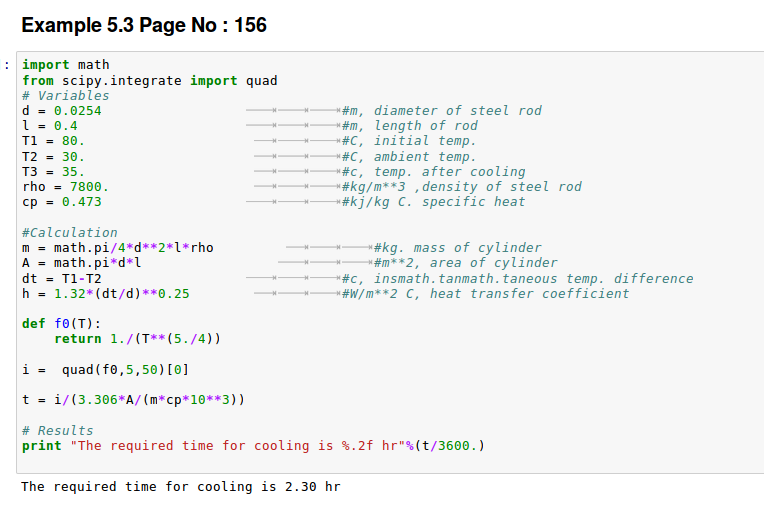 Example 5.3 Page No : 156
: import math
from scipy.integrate import quad
# Variables
d = 0.0254 #m, diameter of steel rod
l = 0.4 #m, length of rod
T1 = 80. #C, initial temp.
T2 = 30. #C, ambient temp.
T3 = 35. #c, temp. after cooling
rho = 7800. #kg/m**3 ,density of steel rod
cp = 0.473 #kj/kg C. specific heat
#Calculation
m = math.pi/4*d**2*l*rho #kg. mass of cylinder
A = math.pi*d*l #m**2, area of cylinder
dt = T1-T2 #c, insmath.tanmath.taneous temp. difference
h = 1.32*(dt/d)**0.25 #W/m**2 C, heat transfer coefficient
def f0(T):
    return 1./(T**(5./4))
i =  quad(f0,5,50)[0]
t = i/(3.306*A/(m*cp*10**3))
# Results
print "The required time for cooling is %.2f hr"%(t/3600.)
The required time for cooling is 2.30 hr